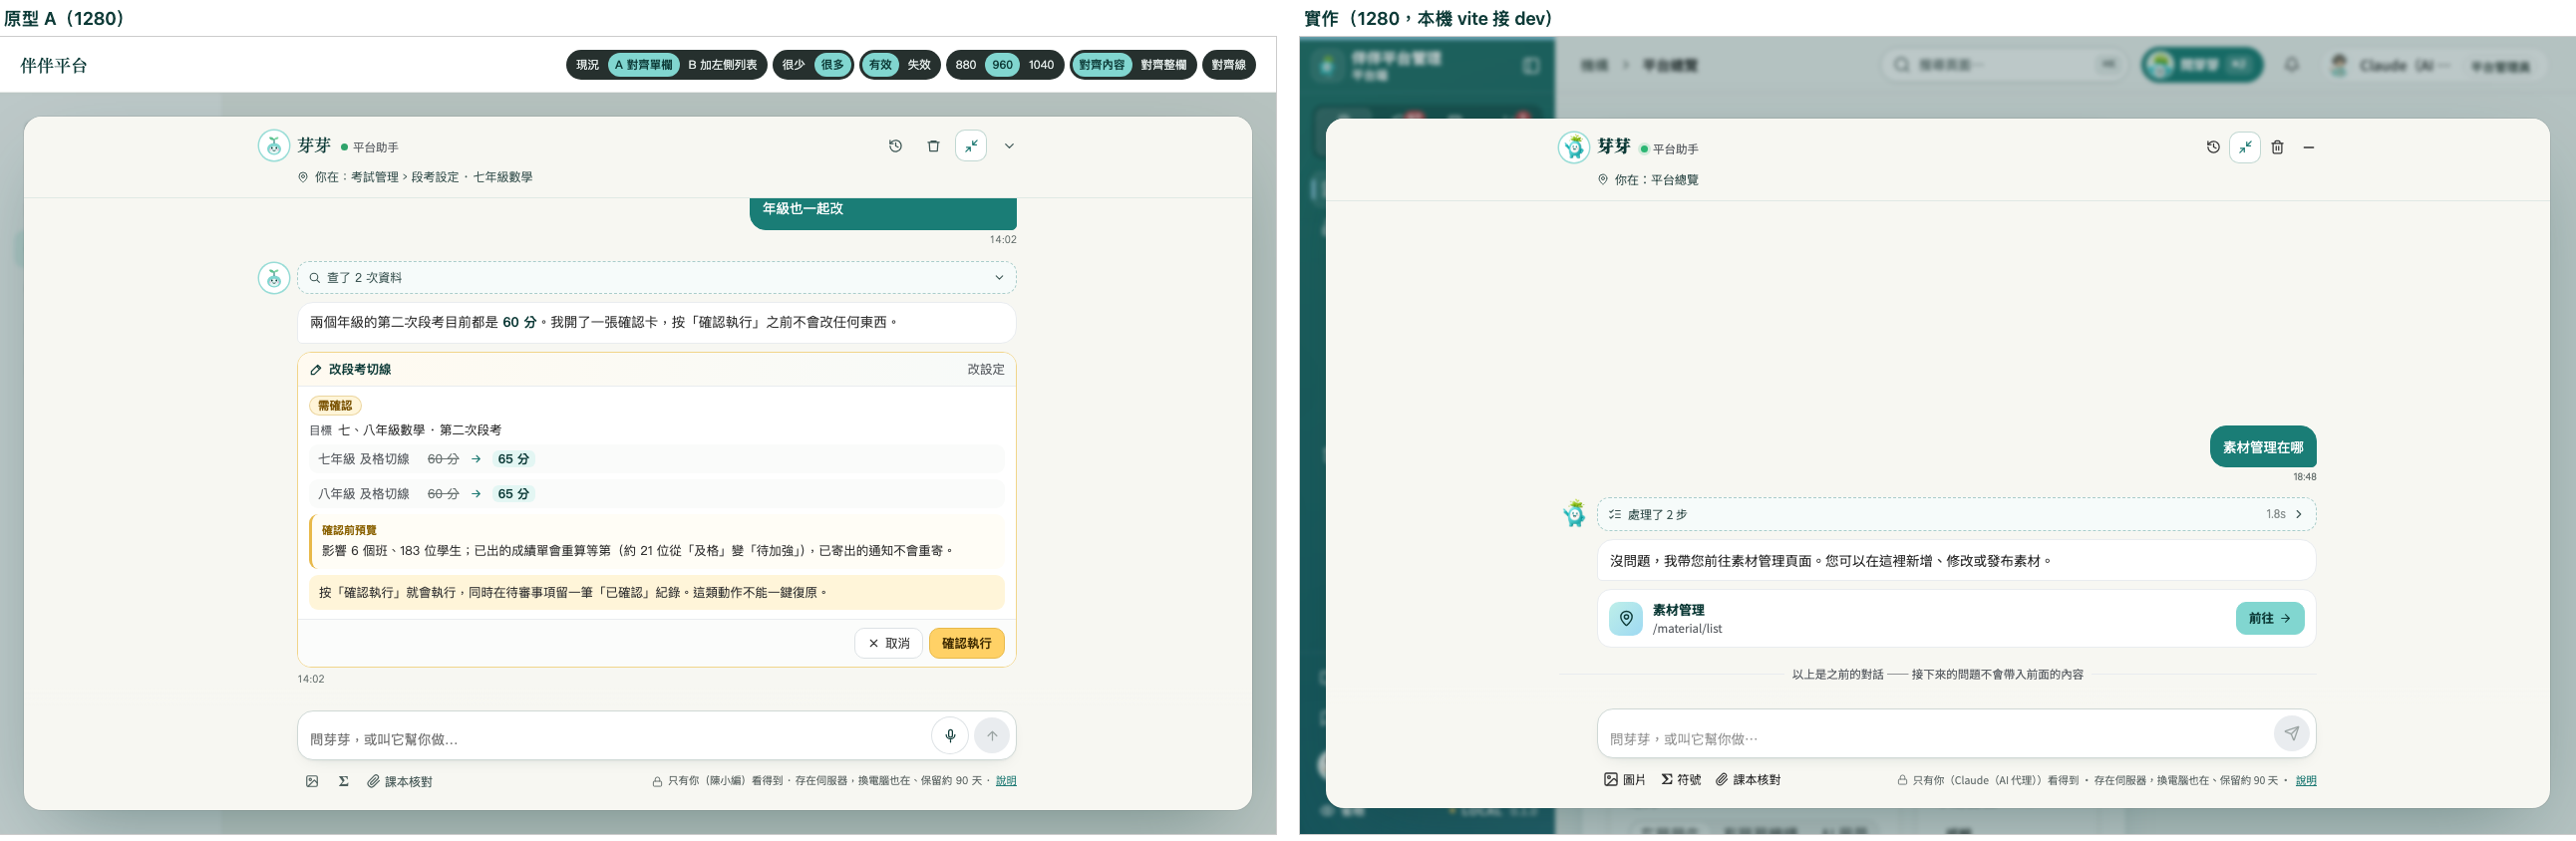 原型 A（1280）
伴伴平台
現況 A 對齊單欄 B 加左側列表 很少 很多 有效 失效 880 960 1040 對齊內容 對齊整欄 對齊線
芽芽 平台助手
你在：考試管理 › 段考設定 · 七年級數學
年級也一起改
14:02
查了 2 次資料
兩個年級的第二次段考目前都是 60 分。我開了一張確認卡，按「確認執行」之前不會改任何東西。
改段考切線 改設定
需確認
目標 七、八年級數學 · 第二次段考
七年級 及格切線 60 分 → 65 分
八年級 及格切線 60 分 → 65 分
確認前預覽
影響 6 個班、183 位學生；已出的成績單會重算等第（約 21 位從「及格」變「待加強」），已寄出的通知不會重寄。
按「確認執行」就會執行，同時在待審事項留一筆「已確認」紀錄。這類動作不能一鍵復原。
× 取消 確認執行
14:02
問芽芽，或叫它幫你做…
Σ 課本核對 只有你（陳小編）看得到 · 存在伺服器，換電腦也在、保留約 90 天 · 說明
實作（1280，本機 vite 接 dev）
平台總覽
Claude（AI ⋯ 平台管理員
芽芽 平台助手
你在：平台總覽
素材管理在哪
18:48
處理了 2 步 1.8s
沒問題，我帶您前往素材管理頁面。您可以在這裡新增、修改或發布素材。
素材管理
/material/list
前往 →
以上是之前的對話 —— 接下來的問題不會帶入前面的內容
問芽芽，或叫它幫你做⋯
圖片 Σ 符號 課本核對 只有你（Claude（AI 代理））看得到 · 存在伺服器，換電腦也在、保留約 90 天 · 說明